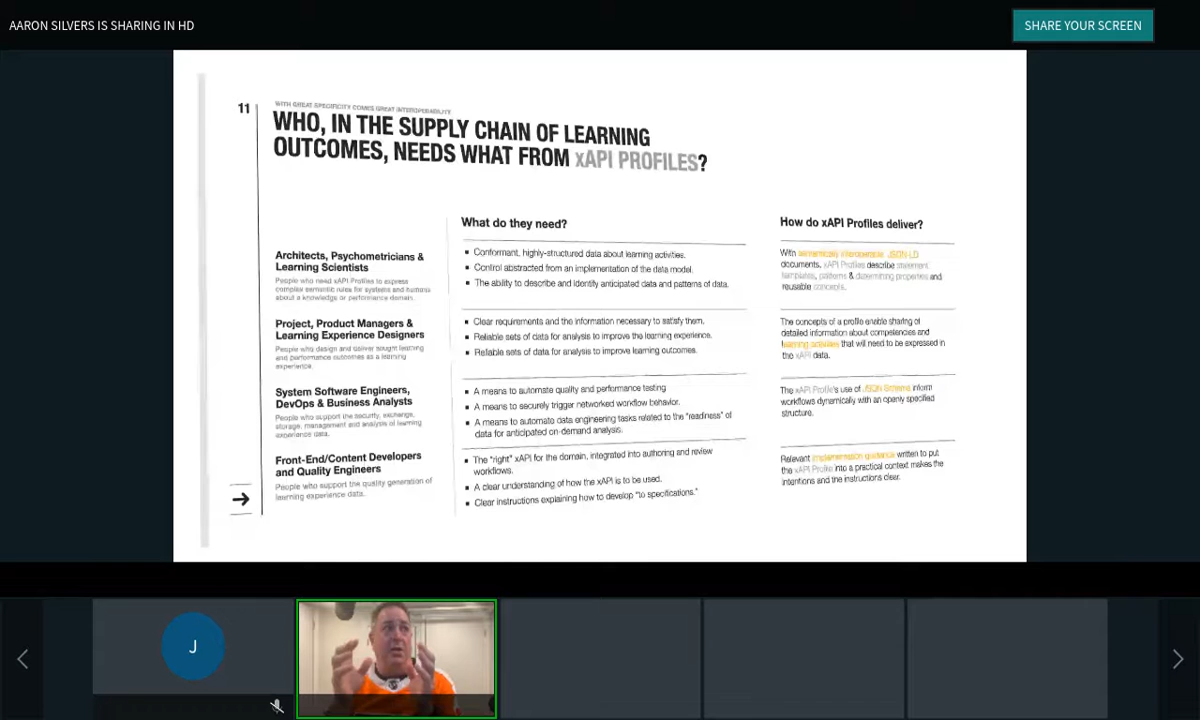 AARON SILVERS IS SHARING IN HD
SHARE YOUR SCREEN
11
WITH GREAT SPECIFICITY COMES GREAT INTEROPERABILITY
WHO, IN THE SUPPLY CHAIN OF LEARNING
OUTCOMES, NEEDS WHAT FROM xAPI PROFILES?
What do they need?
How do xAPI Profiles deliver?
Architects, Psychometricians &
Learning Scientists
People who need xAPI Profiles to express
complex semantic rules for systems and humans
about a knowledge or performance domain.
▪ Conformant, highly-structured data about learning activities.
▪ Control abstracted from an implementation of the data model.
▪ The ability to describe and identify anticipated data and patterns of data.
With semantically interoperable JSON-LD
documents, xAPI Profiles describe statement
templates, patterns & determining properties and
reusable concepts.
Project, Product Managers &
Learning Experience Designers
People who design and deliver sought learning
and performance outcomes as a learning
experience.
▪ Clear requirements and the information necessary to satisfy them.
▪ Reliable sets of data for analysis to improve the learning experience.
▪ Reliable sets of data for analysis to improve learning outcomes.
The concepts of a profile enable sharing of
detailed information about competencies and
learning activities that will need to be expressed in
the xAPI data.
System Software Engineers,
DevOps & Business Analysts
People who support the security, exchange,
storage, management and analysis of learning
experience data.
▪ A means to automate quality and performance testing
▪ A means to securely trigger networked workflow behavior.
▪ A means to automate data engineering tasks related to the "readiness" of
data for anticipated on-demand analysis.
The xAPI Profile's use of JSON Schema inform
workflows dynamically with an openly specified
structure.
Front-End/Content Developers
and Quality Engineers
People who support the quality generation of
learning experience data.
▪ The "right" xAPI for the domain, integrated into authoring and review
workflows.
▪ A clear understanding of how the xAPI is to be used.
▪ Clear instructions explaining how to develop "to specifications."
Relevant implementation guidance written to put
the xAPI Profile into a practical context makes the
intentions and the instructions clear.
J